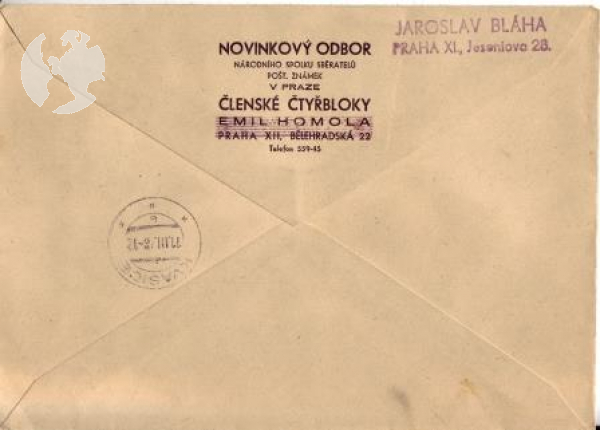 NOVINKOVÝ ODBOR
NÁRODNÍHO SPOLKU SBĚRATELŮ
POŠT. ZNÁMEK
V PRAZE
ČLENSKÉ ČTYŘBLOKY
EMIL HOMOLA
PRAHA XII, BĚLEHRADSKÁ 22
Telefon 559-45
JAROSLAV BLÁHA
PRAHA XI., Jeseniova 28.
KVASICE